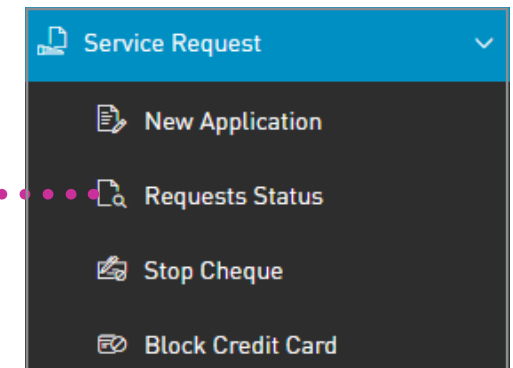 Service Request
New Application
Requests Status
Stop Cheque
Block Credit Card